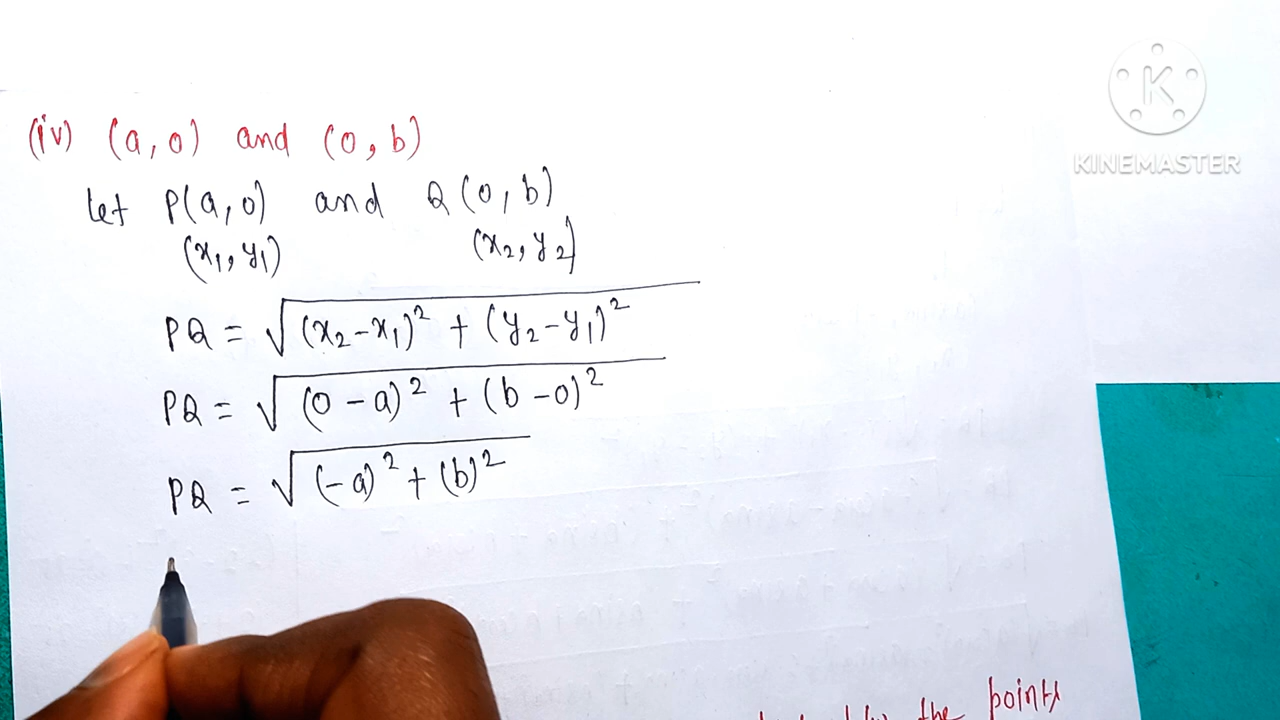 (iv) (a, 0) and (0, b)
Let P(a, 0) and Q(0, b)
(x₁, y₁) (x₂, y₂)
PQ = √(x₂-x₁)² + (y₂-y₁)²
PQ = √(0-a)² + (b-0)²
PQ = √(-a)² + (b)²
the points
K
KINEMASTER